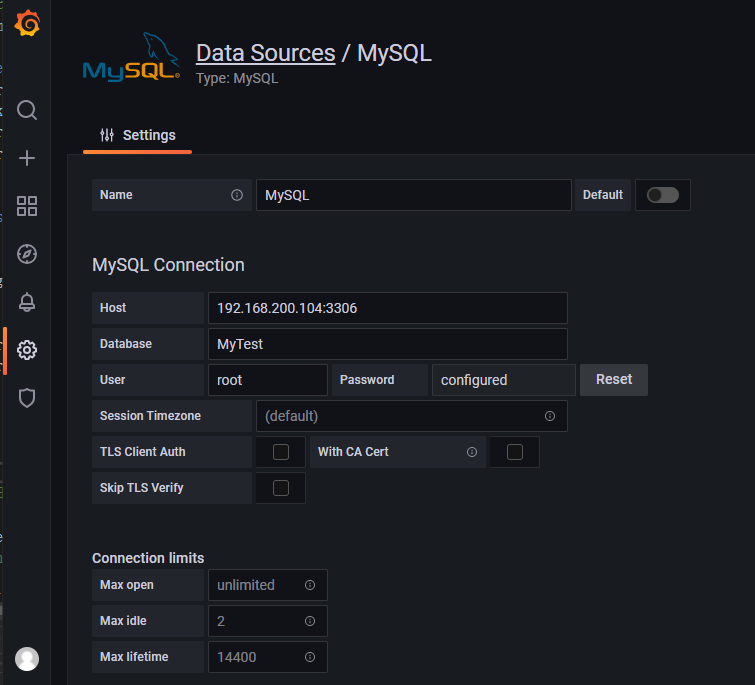 MySQL
Data Sources / MySQL
Type: MySQL
Settings
Name MySQL Default
MySQL Connection
Host 192.168.200.104:3306
Database MyTest
User root Password configured Reset
Session Timezone (default)
TLS Client Auth With CA Cert
Skip TLS Verify
Connection limits
Max open unlimited
Max idle 2
Max lifetime 14400